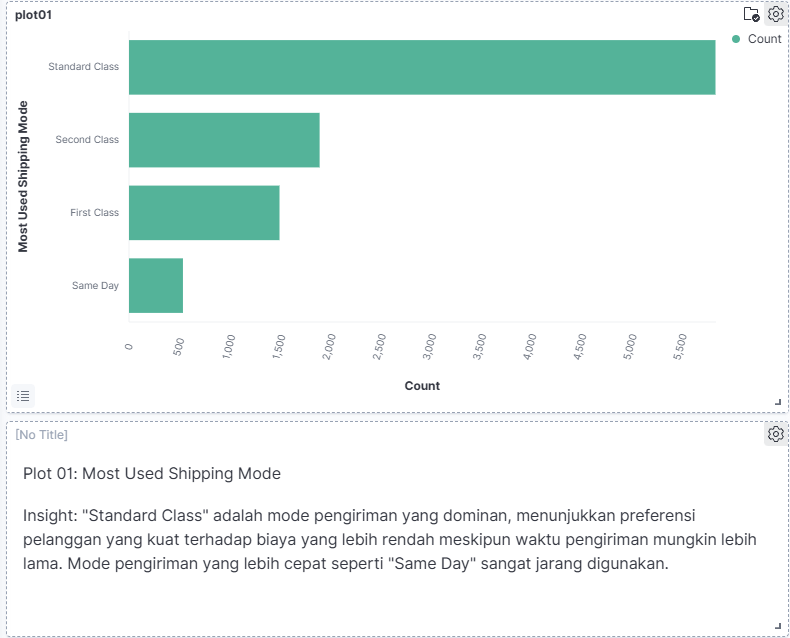 plot01
Count
Most Used Shipping Mode
Standard Class
Second Class
First Class
Same Day
0
500
1,000
1,500
2,000
2,500
3,000
3,500
4,000
4,500
5,000
5,500
Count
[No Title]
Plot 01: Most Used Shipping Mode
Insight: "Standard Class" adalah mode pengiriman yang dominan, menunjukkan preferensi
pelanggan yang kuat terhadap biaya yang lebih rendah meskipun waktu pengiriman mungkin lebih
lama. Mode pengiriman yang lebih cepat seperti "Same Day" sangat jarang digunakan.